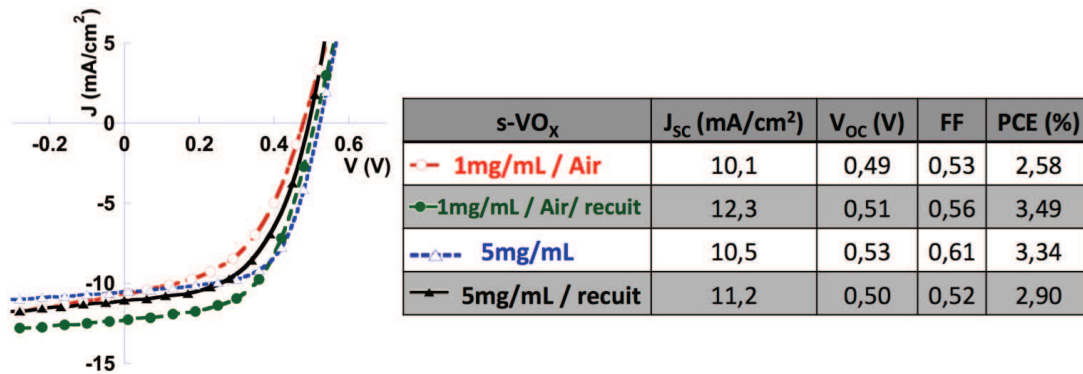 J (mA/cm²)
5
0
-0.2
0
0.2
0.4
0.6
V (V)
-5
-10
-15
s-VOX JSC (mA/cm²) VOC (V) FF PCE (%)
1mg/mL / Air 10,1 0,49 0,53 2,58
1mg/mL / Air/ recuit 12,3 0,51 0,56 3,49
5mg/mL 10,5 0,53 0,61 3,34
5mg/mL / recuit 11,2 0,50 0,52 2,90